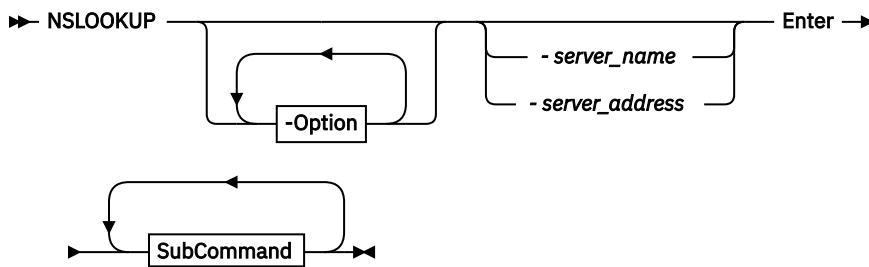 NSLOOKUP
-Option
- server_name
- server_address
Enter
SubCommand